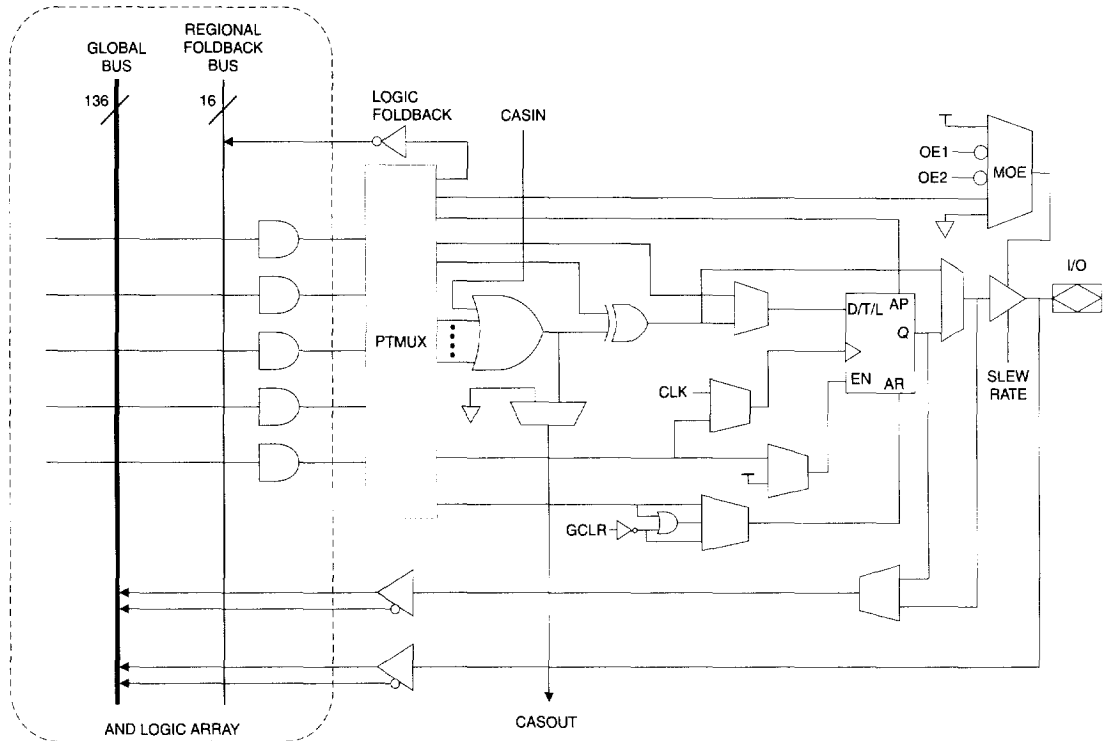 GLOBAL
BUS
REGIONAL
FOLDBACK
BUS
136
16
LOGIC
FOLDBACK
CASIN
OE1
OE2
MOE
I/O
D/T/L
AP
Q
PTMUX
SLEW
RATE
CLK
EN
AR
GCLR
AND LOGIC ARRAY
CASOUT